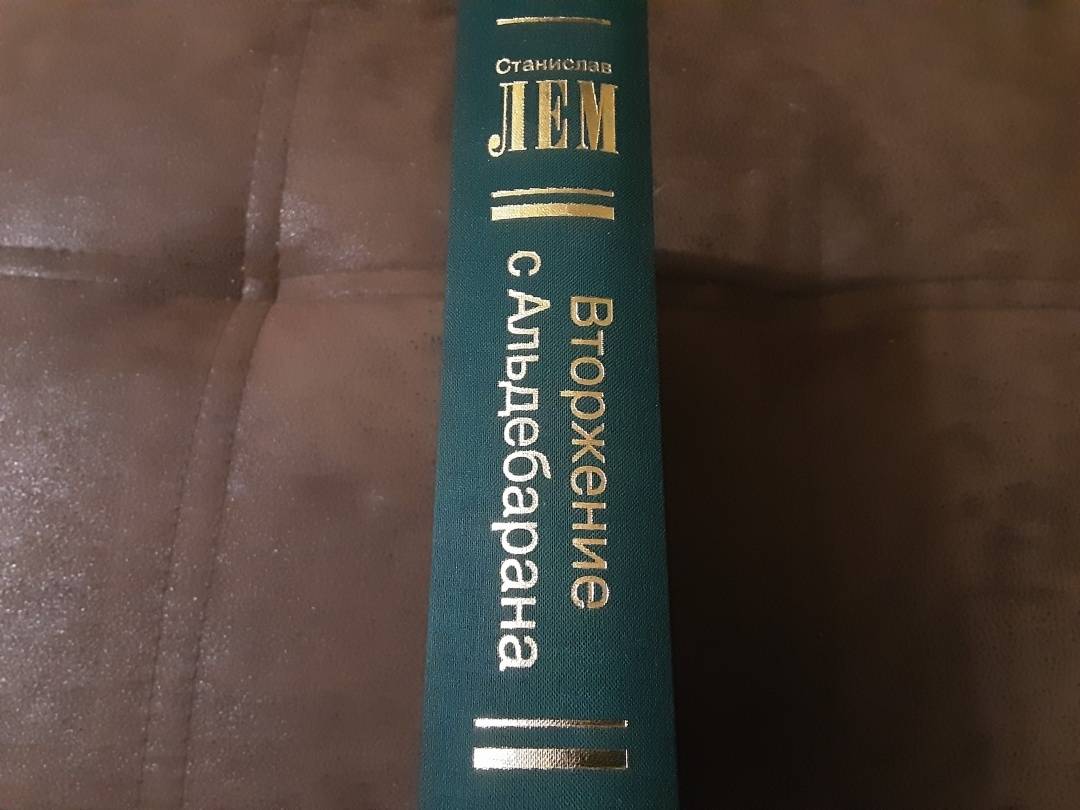 Станислав
ЛЕМ
Вторжение
с Альдебарана